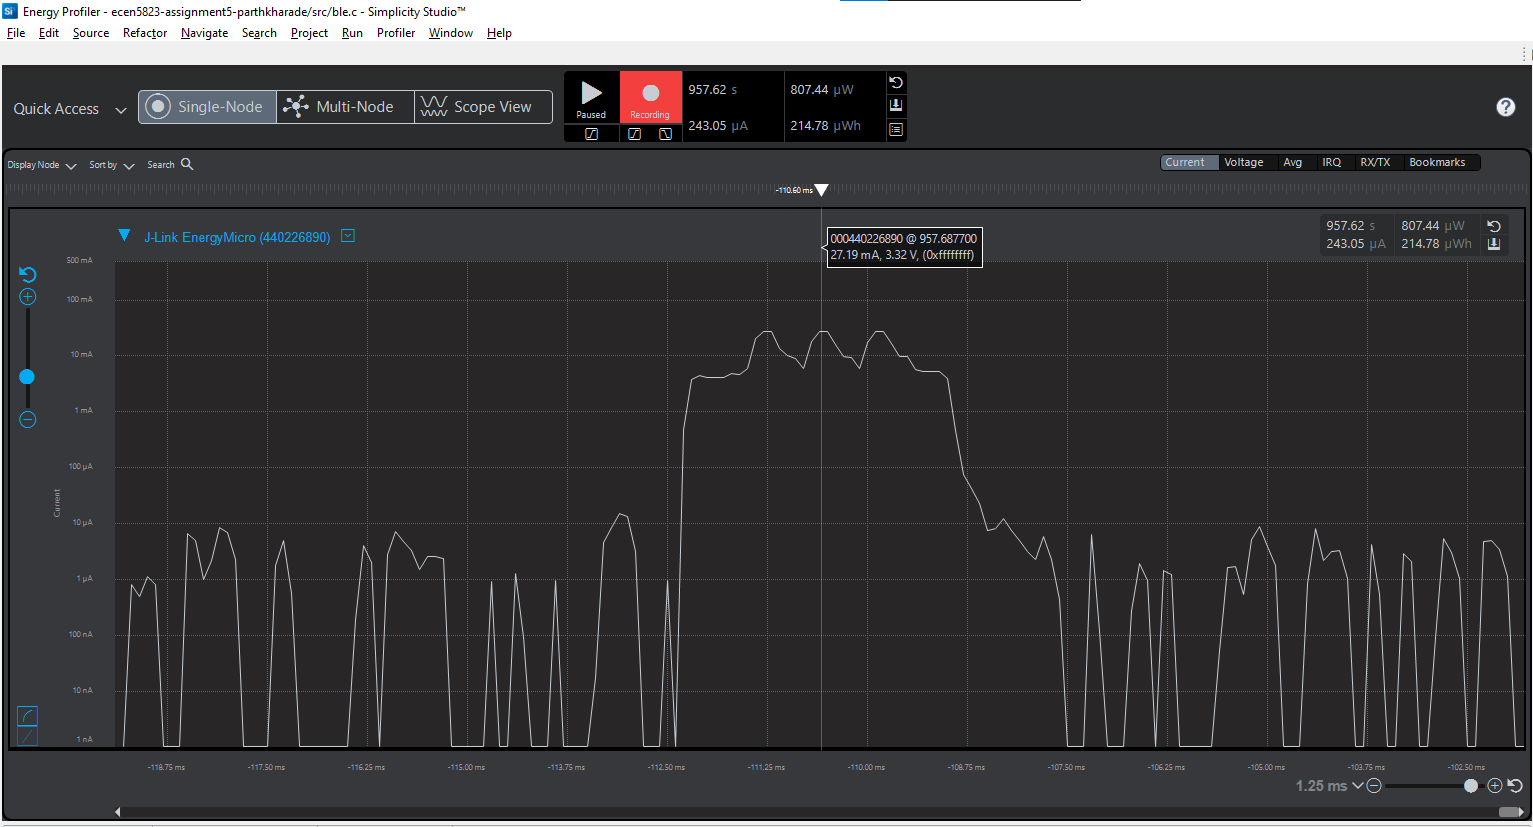 Energy Profiler - ecen5823-assignment5-parthkharade/src/ble.c - Simplicity Studio™
File Edit Source Refactor Navigate Search Project Run Profiler Window Help
Quick Access Single-Node Multi-Node Scope View
Paused Recording
957.62 s 807.44 µW
243.05 µA 214.78 µWh
Display Node Sort by Search
Current Voltage Avg IRQ RX/TX Bookmarks
-110.60 ms
J-Link EnergyMicro (440226890)
000440226890 @ 957.687700
27.19 mA, 3.32 V, (0xffffffff)
957.62 s 807.44 µW
243.05 µA 214.78 µWh
500 mA
100 mA
10 mA
1 mA
100 µA
10 µA
1 µA
100 nA
10 nA
1 nA
Current
-118.75 ms -117.50 ms -116.25 ms -115.00 ms -113.75 ms -112.50 ms -111.25 ms -110.00 ms -108.75 ms -107.50 ms -106.25 ms -105.00 ms -103.75 ms -102.50 ms
1.25 ms